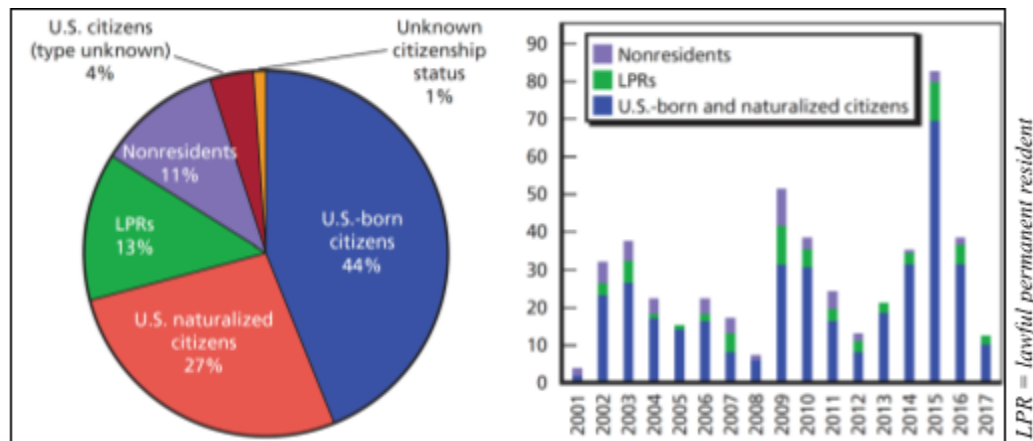 U.S. citizens
(type unknown)
4%
Unknown
citizenship
status
1%
Nonresidents
11%
LPRs
13%
U.S.-born
citizens
44%
U.S. naturalized
citizens
27%
90
80
70
60
50
40
30
20
10
0
Nonresidents
LPRs
U.S.-born and naturalized citizens
2001
2002
2003
2004
2005
2006
2007
2008
2009
2010
2011
2012
2013
2014
2015
2016
2017
LPR = lawful permanent resident